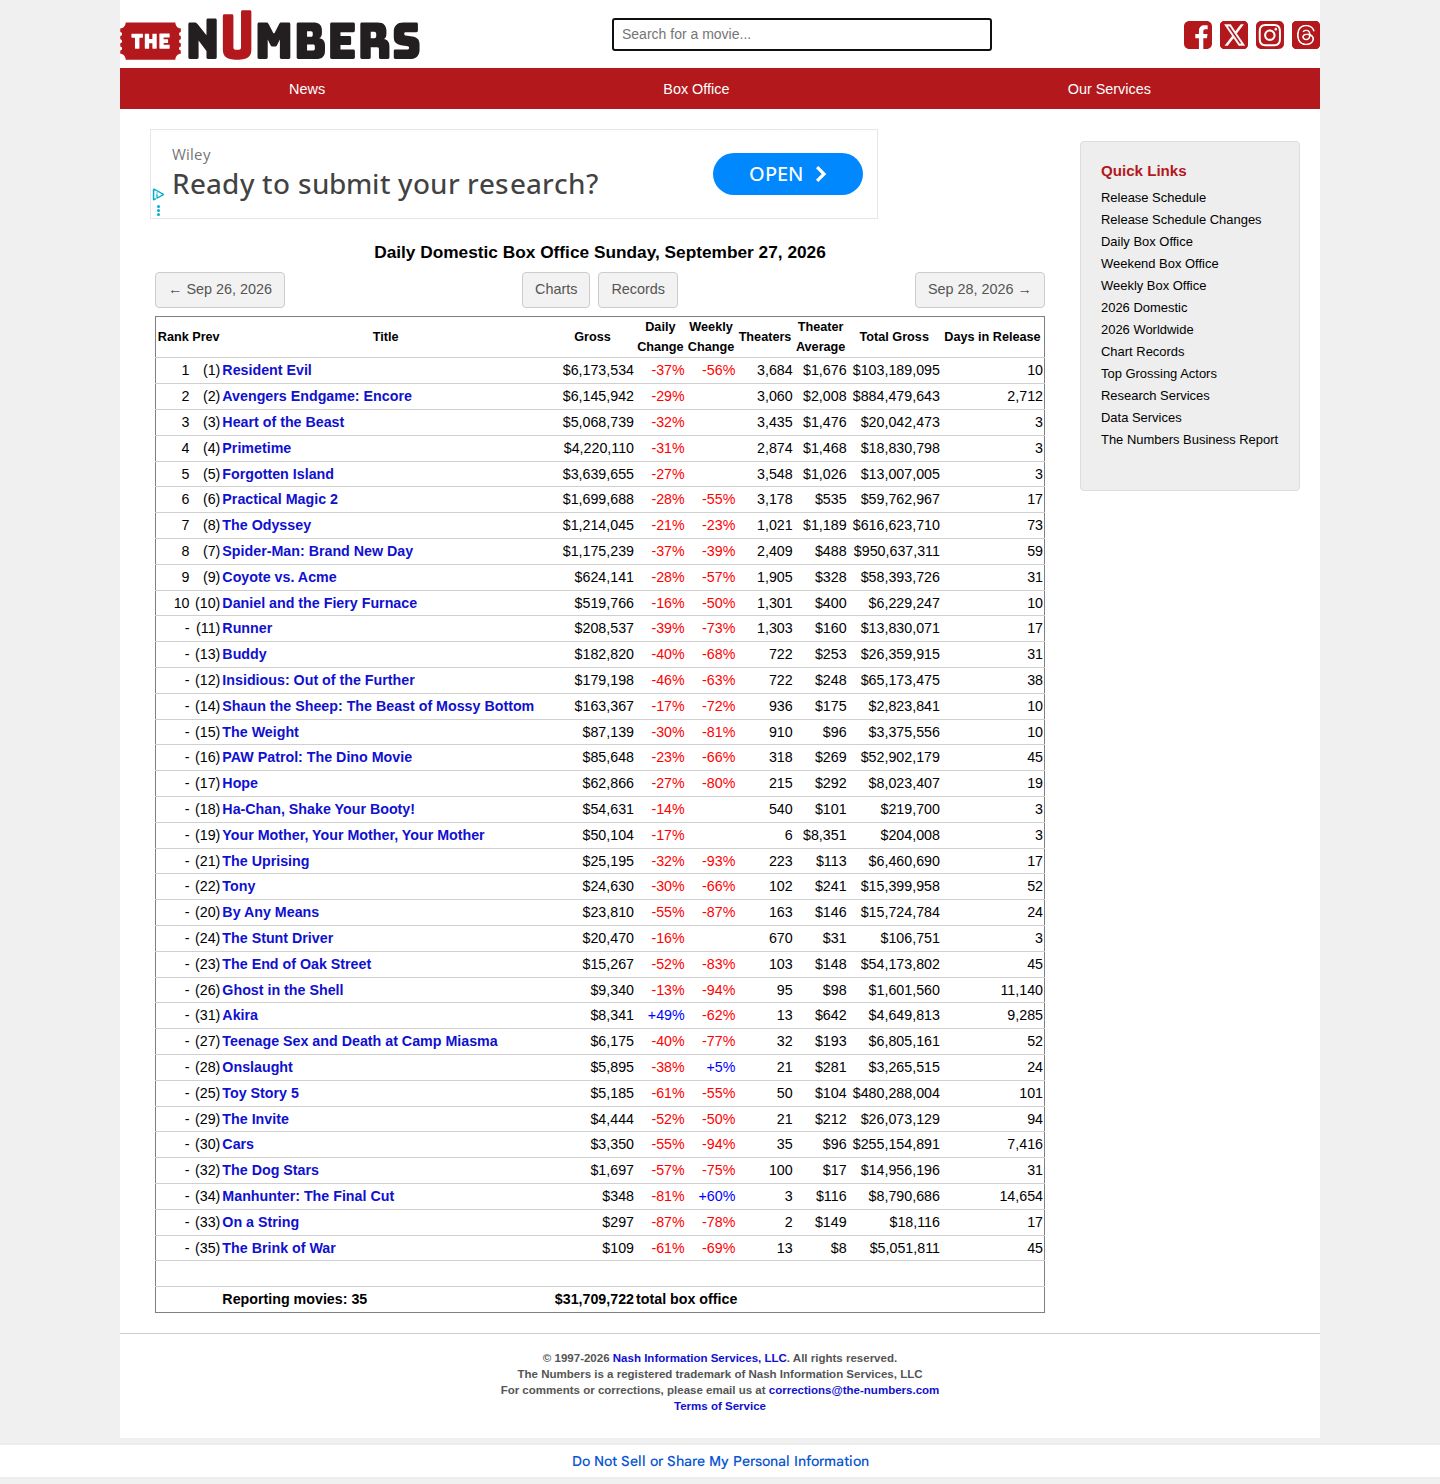 THE NUMBERS
Search for a movie...
News Box Office Our Services
Wiley
Ready to submit your research?
OPEN
Quick Links
Release Schedule
Release Schedule Changes
Daily Box Office
Weekend Box Office
Weekly Box Office
2026 Domestic
2026 Worldwide
Chart Records
Top Grossing Actors
Research Services
Data Services
The Numbers Business Report
Daily Domestic Box Office Sunday, September 27, 2026
← Sep 26, 2026 Charts Records Sep 28, 2026 →
Rank Prev Title Gross Daily Change Weekly Change Theaters Theater Average Total Gross Days in Release
1 (1) Resident Evil $6,173,534 -37% -56% 3,684 $1,676 $103,189,095 10
2 (2) Avengers Endgame: Encore $6,145,942 -29% 3,060 $2,008 $884,479,643 2,712
3 (3) Heart of the Beast $5,068,739 -32% 3,435 $1,476 $20,042,473 3
4 (4) Primetime $4,220,110 -31% 2,874 $1,468 $18,830,798 3
5 (5) Forgotten Island $3,639,655 -27% 3,548 $1,026 $13,007,005 3
6 (6) Practical Magic 2 $1,699,688 -28% -55% 3,178 $535 $59,762,967 17
7 (8) The Odyssey $1,214,045 -21% -23% 1,021 $1,189 $616,623,710 73
8 (7) Spider-Man: Brand New Day $1,175,239 -37% -39% 2,409 $488 $950,637,311 59
9 (9) Coyote vs. Acme $624,141 -28% -57% 1,905 $328 $58,393,726 31
10 (10) Daniel and the Fiery Furnace $519,766 -16% -50% 1,301 $400 $6,229,247 10
- (11) Runner $208,537 -39% -73% 1,303 $160 $13,830,071 17
- (13) Buddy $182,820 -40% -68% 722 $253 $26,359,915 31
- (12) Insidious: Out of the Further $179,198 -46% -63% 722 $248 $65,173,475 38
- (14) Shaun the Sheep: The Beast of Mossy Bottom $163,367 -17% -72% 936 $175 $2,823,841 10
- (15) The Weight $87,139 -30% -81% 910 $96 $3,375,556 10
- (16) PAW Patrol: The Dino Movie $85,648 -23% -66% 318 $269 $52,902,179 45
- (17) Hope $62,866 -27% -80% 215 $292 $8,023,407 19
- (18) Ha-Chan, Shake Your Booty! $54,631 -14% 540 $101 $219,700 3
- (19) Your Mother, Your Mother, Your Mother $50,104 -17% 6 $8,351 $204,008 3
- (21) The Uprising $25,195 -32% -93% 223 $113 $6,460,690 17
- (22) Tony $24,630 -30% -66% 102 $241 $15,399,958 52
- (20) By Any Means $23,810 -55% -87% 163 $146 $15,724,784 24
- (24) The Stunt Driver $20,470 -16% 670 $31 $106,751 3
- (23) The End of Oak Street $15,267 -52% -83% 103 $148 $54,173,802 45
- (26) Ghost in the Shell $9,340 -13% -94% 95 $98 $1,601,560 11,140
- (31) Akira $8,341 +49% -62% 13 $642 $4,649,813 9,285
- (27) Teenage Sex and Death at Camp Miasma $6,175 -40% -77% 32 $193 $6,805,161 52
- (28) Onslaught $5,895 -38% +5% 21 $281 $3,265,515 24
- (25) Toy Story 5 $5,185 -61% -55% 50 $104 $480,288,004 101
- (29) The Invite $4,444 -52% -50% 21 $212 $26,073,129 94
- (30) Cars $3,350 -55% -94% 35 $96 $255,154,891 7,416
- (32) The Dog Stars $1,697 -57% -75% 100 $17 $14,956,196 31
- (34) Manhunter: The Final Cut $348 -81% +60% 3 $116 $8,790,686 14,654
- (33) On a String $297 -87% -78% 2 $149 $18,116 17
- (35) The Brink of War $109 -61% -69% 13 $8 $5,051,811 45
Reporting movies: 35 $31,709,722 total box office
© 1997-2026 Nash Information Services, LLC. All rights reserved.
The Numbers is a registered trademark of Nash Information Services, LLC
For comments or corrections, please email us at corrections@the-numbers.com
Terms of Service
Do Not Sell or Share My Personal Information